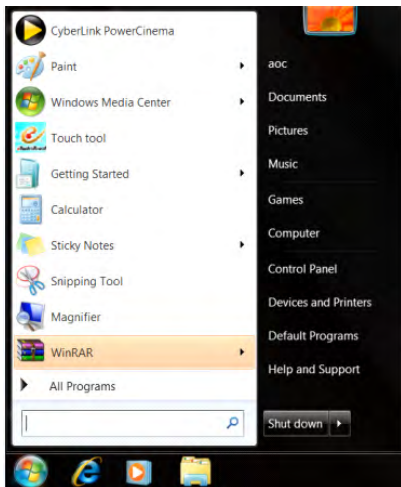 CyberLink PowerCinema
Paint
Windows Media Center
Touch tool
Getting Started
Calculator
Sticky Notes
Snipping Tool
Magnifier
WinRAR
All Programs
aoc
Documents
Pictures
Music
Games
Computer
Control Panel
Devices and Printers
Default Programs
Help and Support
Shut down